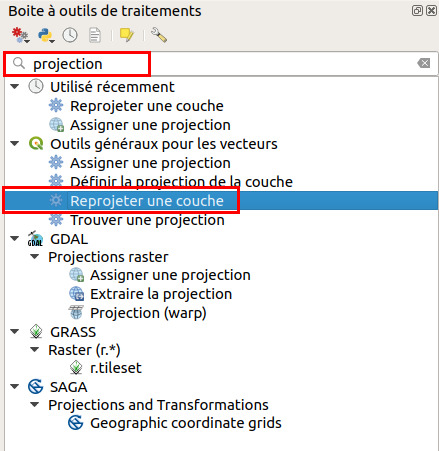 Boite à outils de traitements
projection
Utilisé récemment
Reprojeter une couche
Assigner une projection
Outils généraux pour les vecteurs
Assigner une projection
Définir la projection de la couche
Reprojeter une couche
Trouver une projection
GDAL
Projections raster
Assigner une projection
Extraire la projection
Projection (warp)
GRASS
Raster (r.*)
r.tileset
SAGA
Projections and Transformations
Geographic coordinate grids